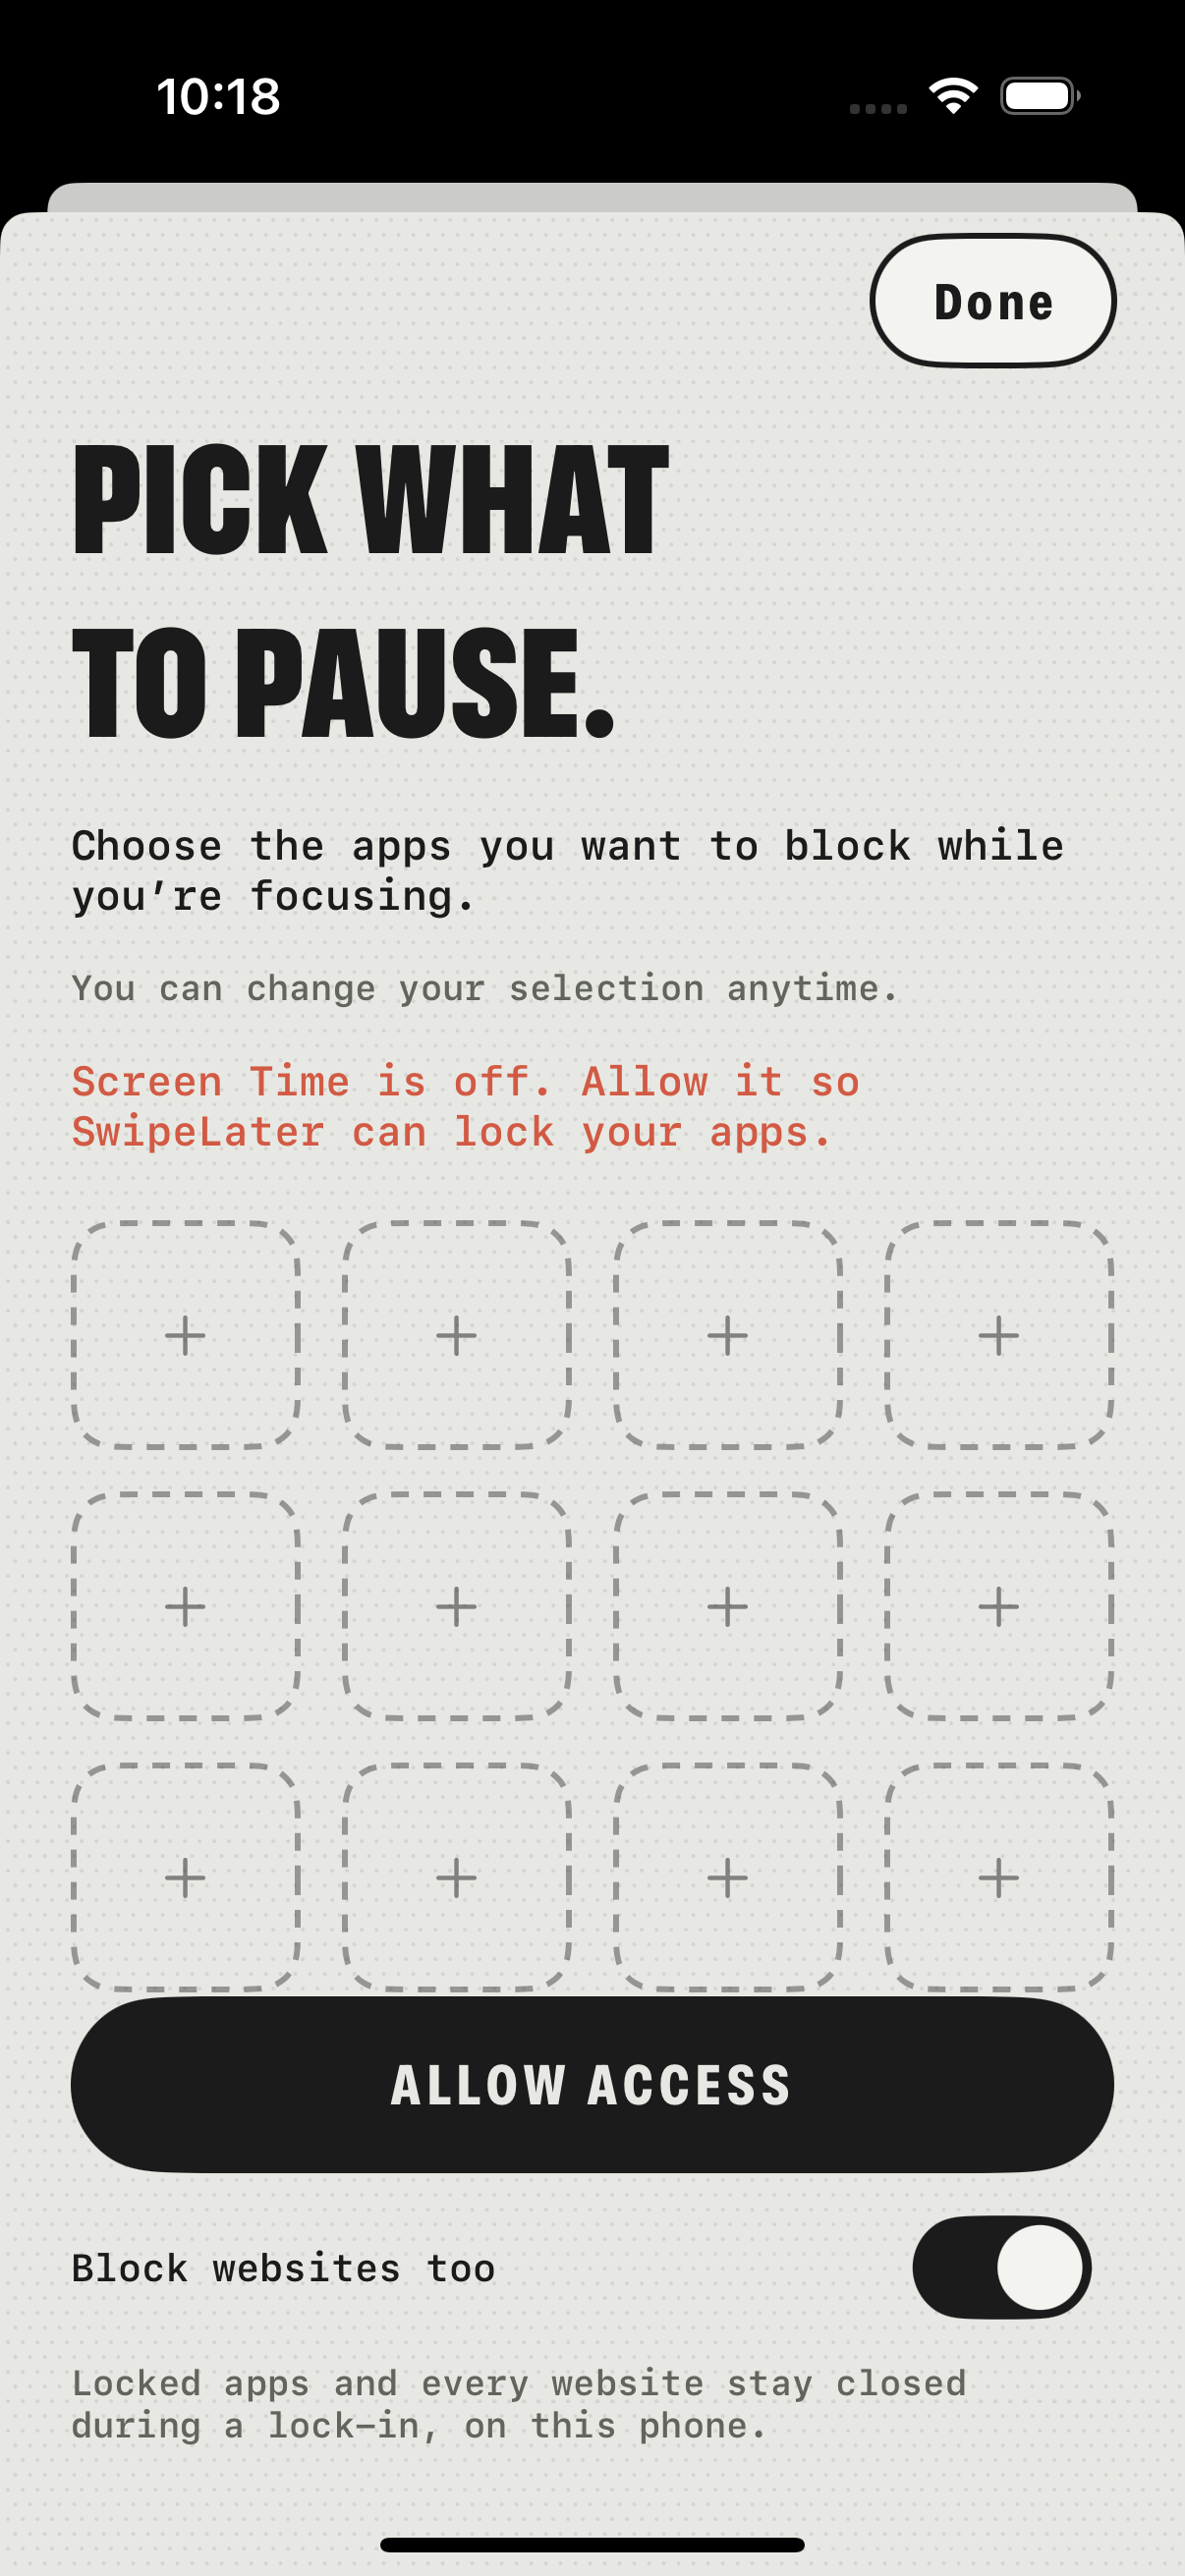 10:18
Done
PICK WHAT
TO PAUSE.
Choose the apps you want to block while
you’re focusing.
You can change your selection anytime.
Screen Time is off. Allow it so
SwipeLater can lock your apps.
ALLOW ACCESS
Block websites too
Locked apps and every website stay closed
during a lock-in, on this phone.